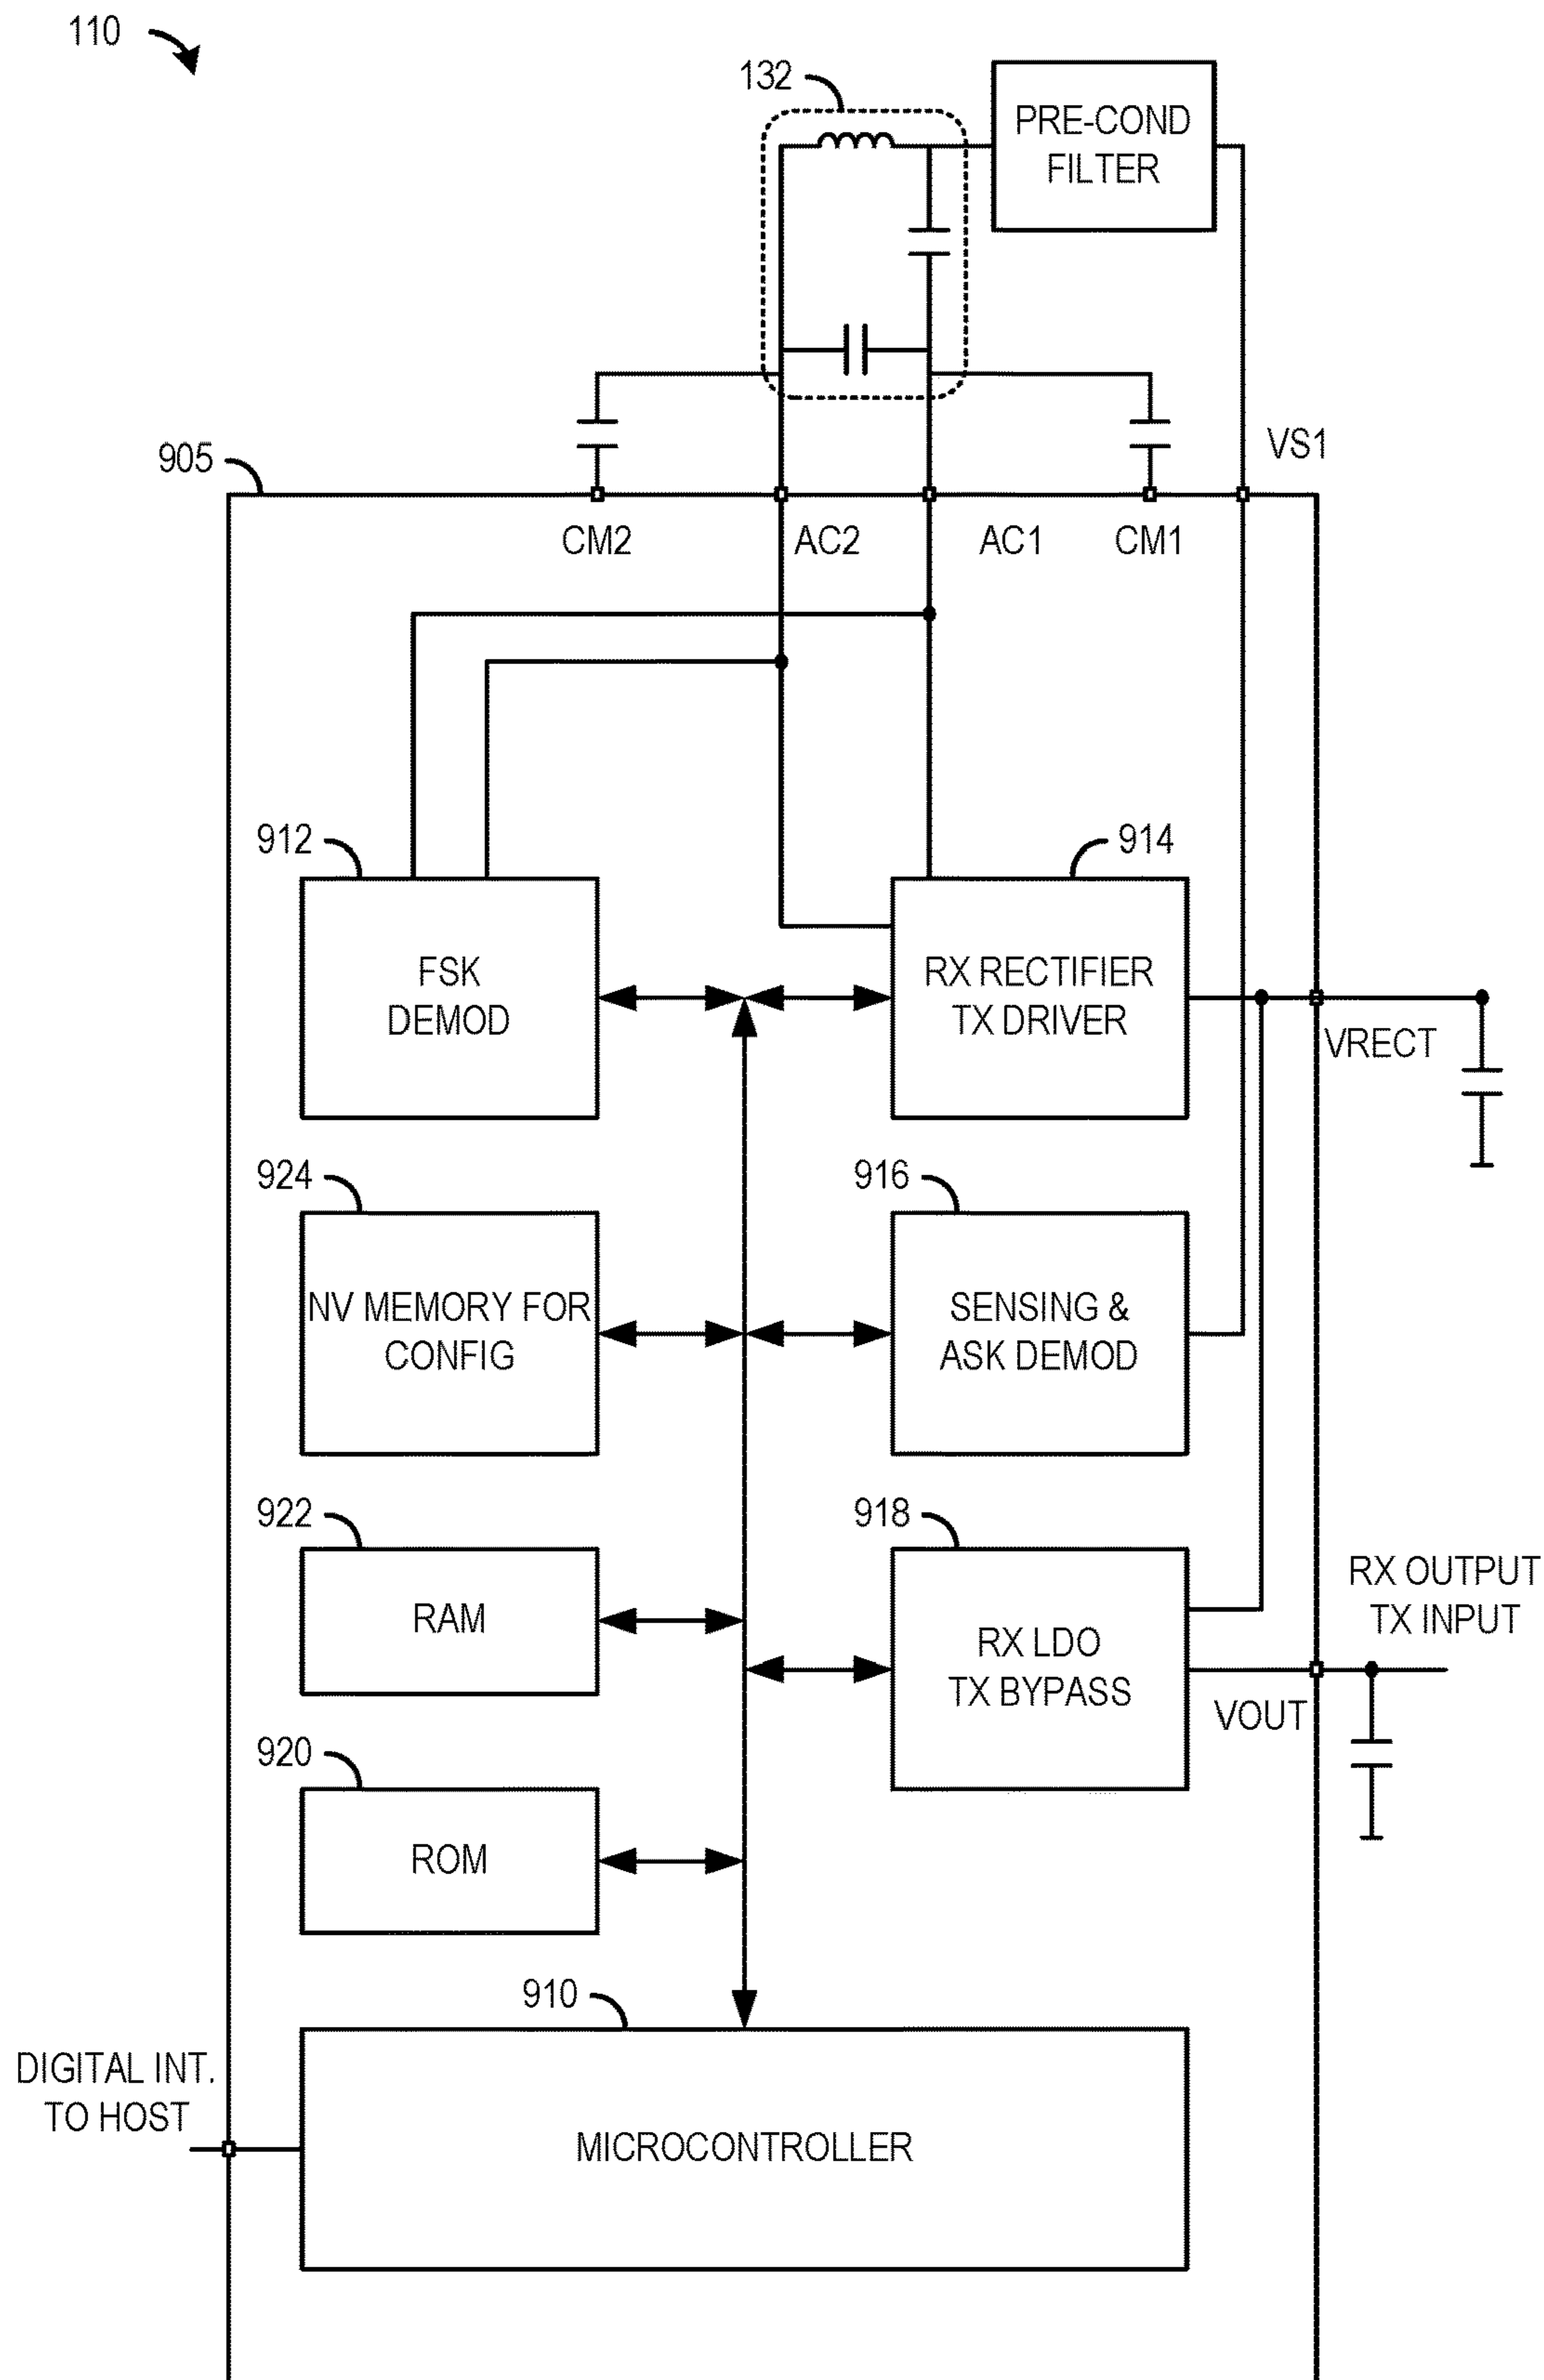 110
132
PRE-COND
FILTER
905
VS1
CM2
AC2
AC1
CM1
912
914
FSK
DEMOD
RX RECTIFIER
TX DRIVER
VRECT
924
916
NV MEMORY FOR
CONFIG
SENSING &
ASK DEMOD
922
918
RAM
RX LDO
TX BYPASS
RX OUTPUT
TX INPUT
VOUT
920
ROM
910
DIGITAL INT.
TO HOST
MICROCONTROLLER